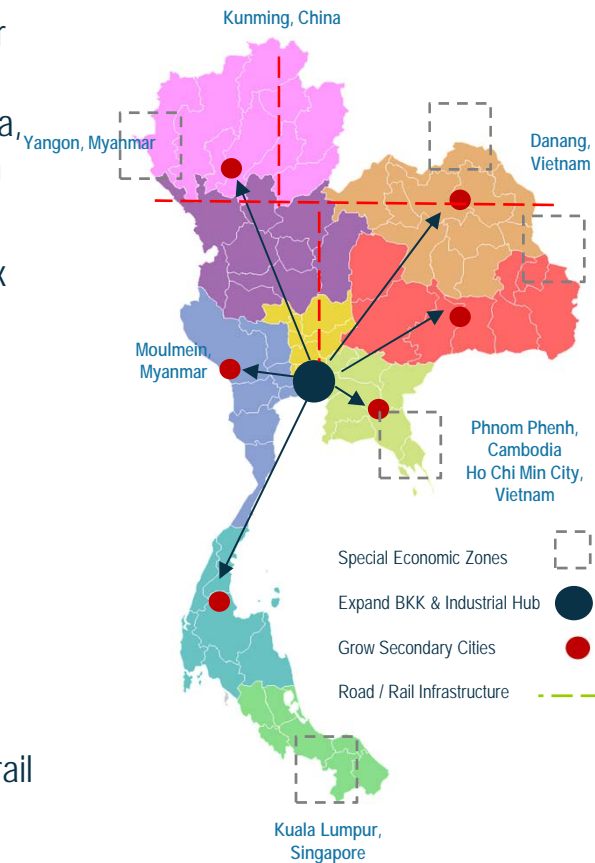 Kunming, China
r
a,
Yangon, Myanmar
Danang,
Vietnam
x
Moulmein,
Myanmar
Phnom Phenh,
Cambodia
Ho Chi Min City,
Vietnam
Special Economic Zones
Expand BKK & Industrial Hub
Grow Secondary Cities
Road / Rail Infrastructure
rail
Kuala Lumpur,
Singapore